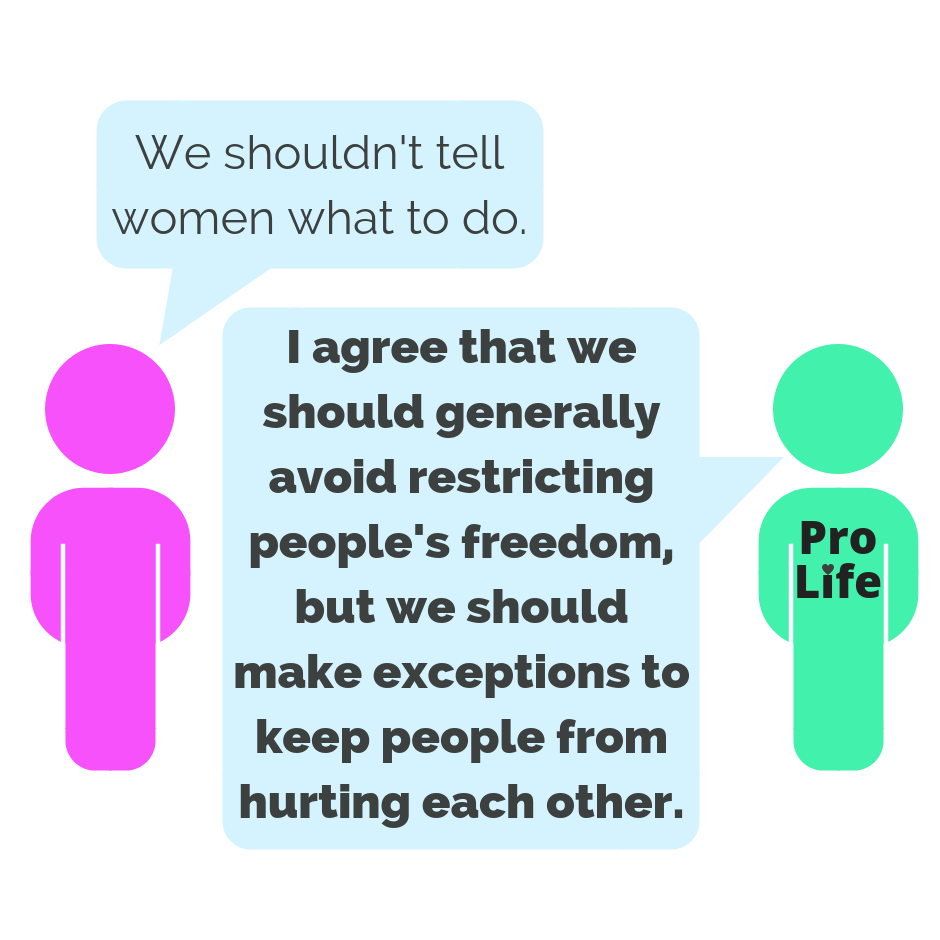 We shouldn't tell
women what to do.
I agree that we
should generally
avoid restricting
people's freedom,
but we should
make exceptions to
keep people from
hurting each other.
Pro
Life